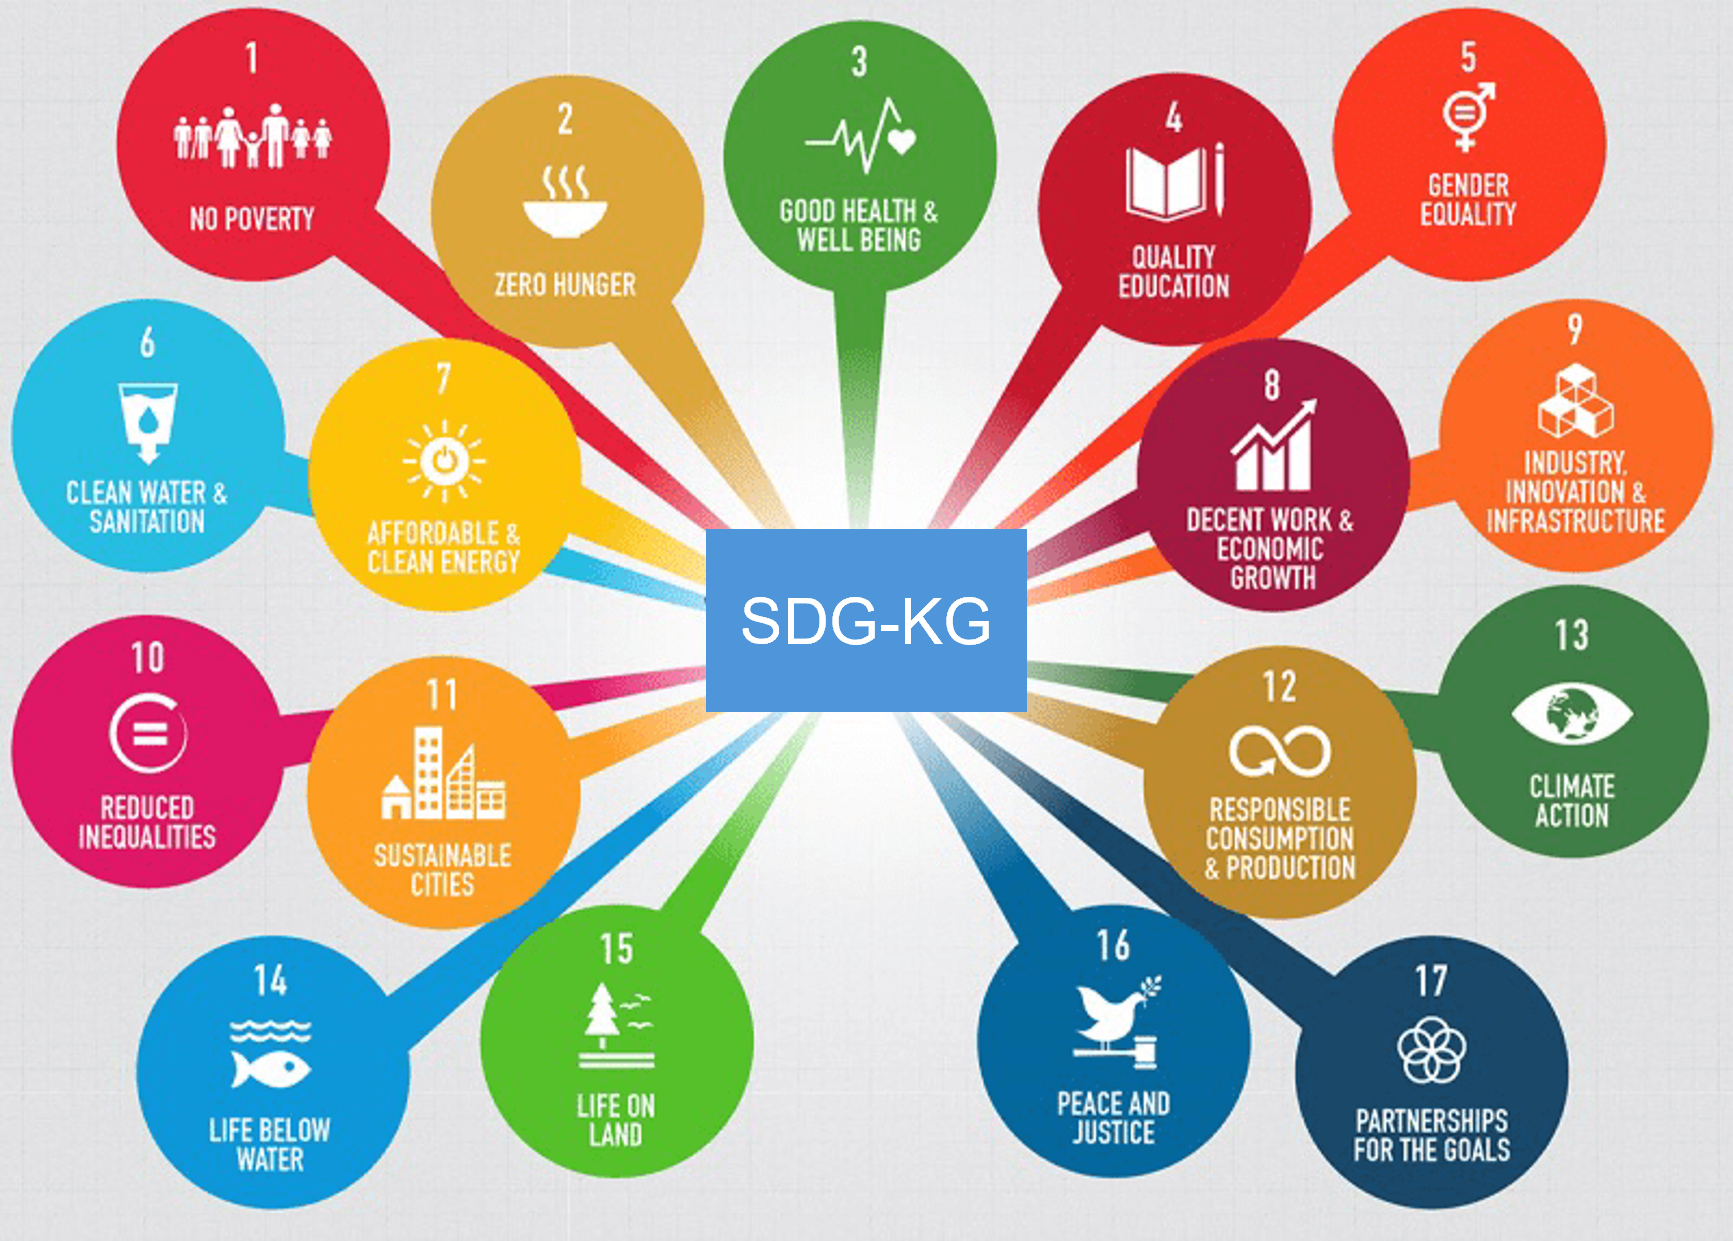 1
NO POVERTY
2
ZERO HUNGER
3
GOOD HEALTH &
WELL BEING
4
QUALITY
EDUCATION
5
GENDER
EQUALITY
6
CLEAN WATER &
SANITATION
7
AFFORDABLE &
CLEAN ENERGY
8
DECENT WORK &
ECONOMIC
GROWTH
9
INDUSTRY,
INNOVATION &
INFRASTRUCTURE
SDG-KG
10
REDUCED
INEQUALITIES
11
SUSTAINABLE
CITIES
12
RESPONSIBLE
CONSUMPTION
& PRODUCTION
13
CLIMATE
ACTION
14
LIFE BELOW
WATER
15
LIFE ON
LAND
16
PEACE AND
JUSTICE
17
PARTNERSHIPS
FOR THE GOALS